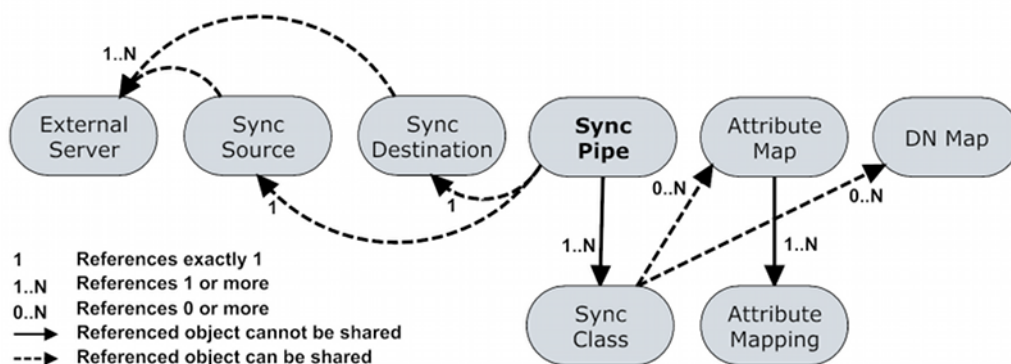 1..N
External
Server
Sync
Source
Sync
Destination
Sync
Pipe
Attribute
Map
DN Map
1
1
0..N
0..N
1..N
1..N
Sync
Class
Attribute
Mapping
1 References exactly 1
1..N References 1 or more
0..N References 0 or more
Referenced object cannot be shared
Referenced object can be shared